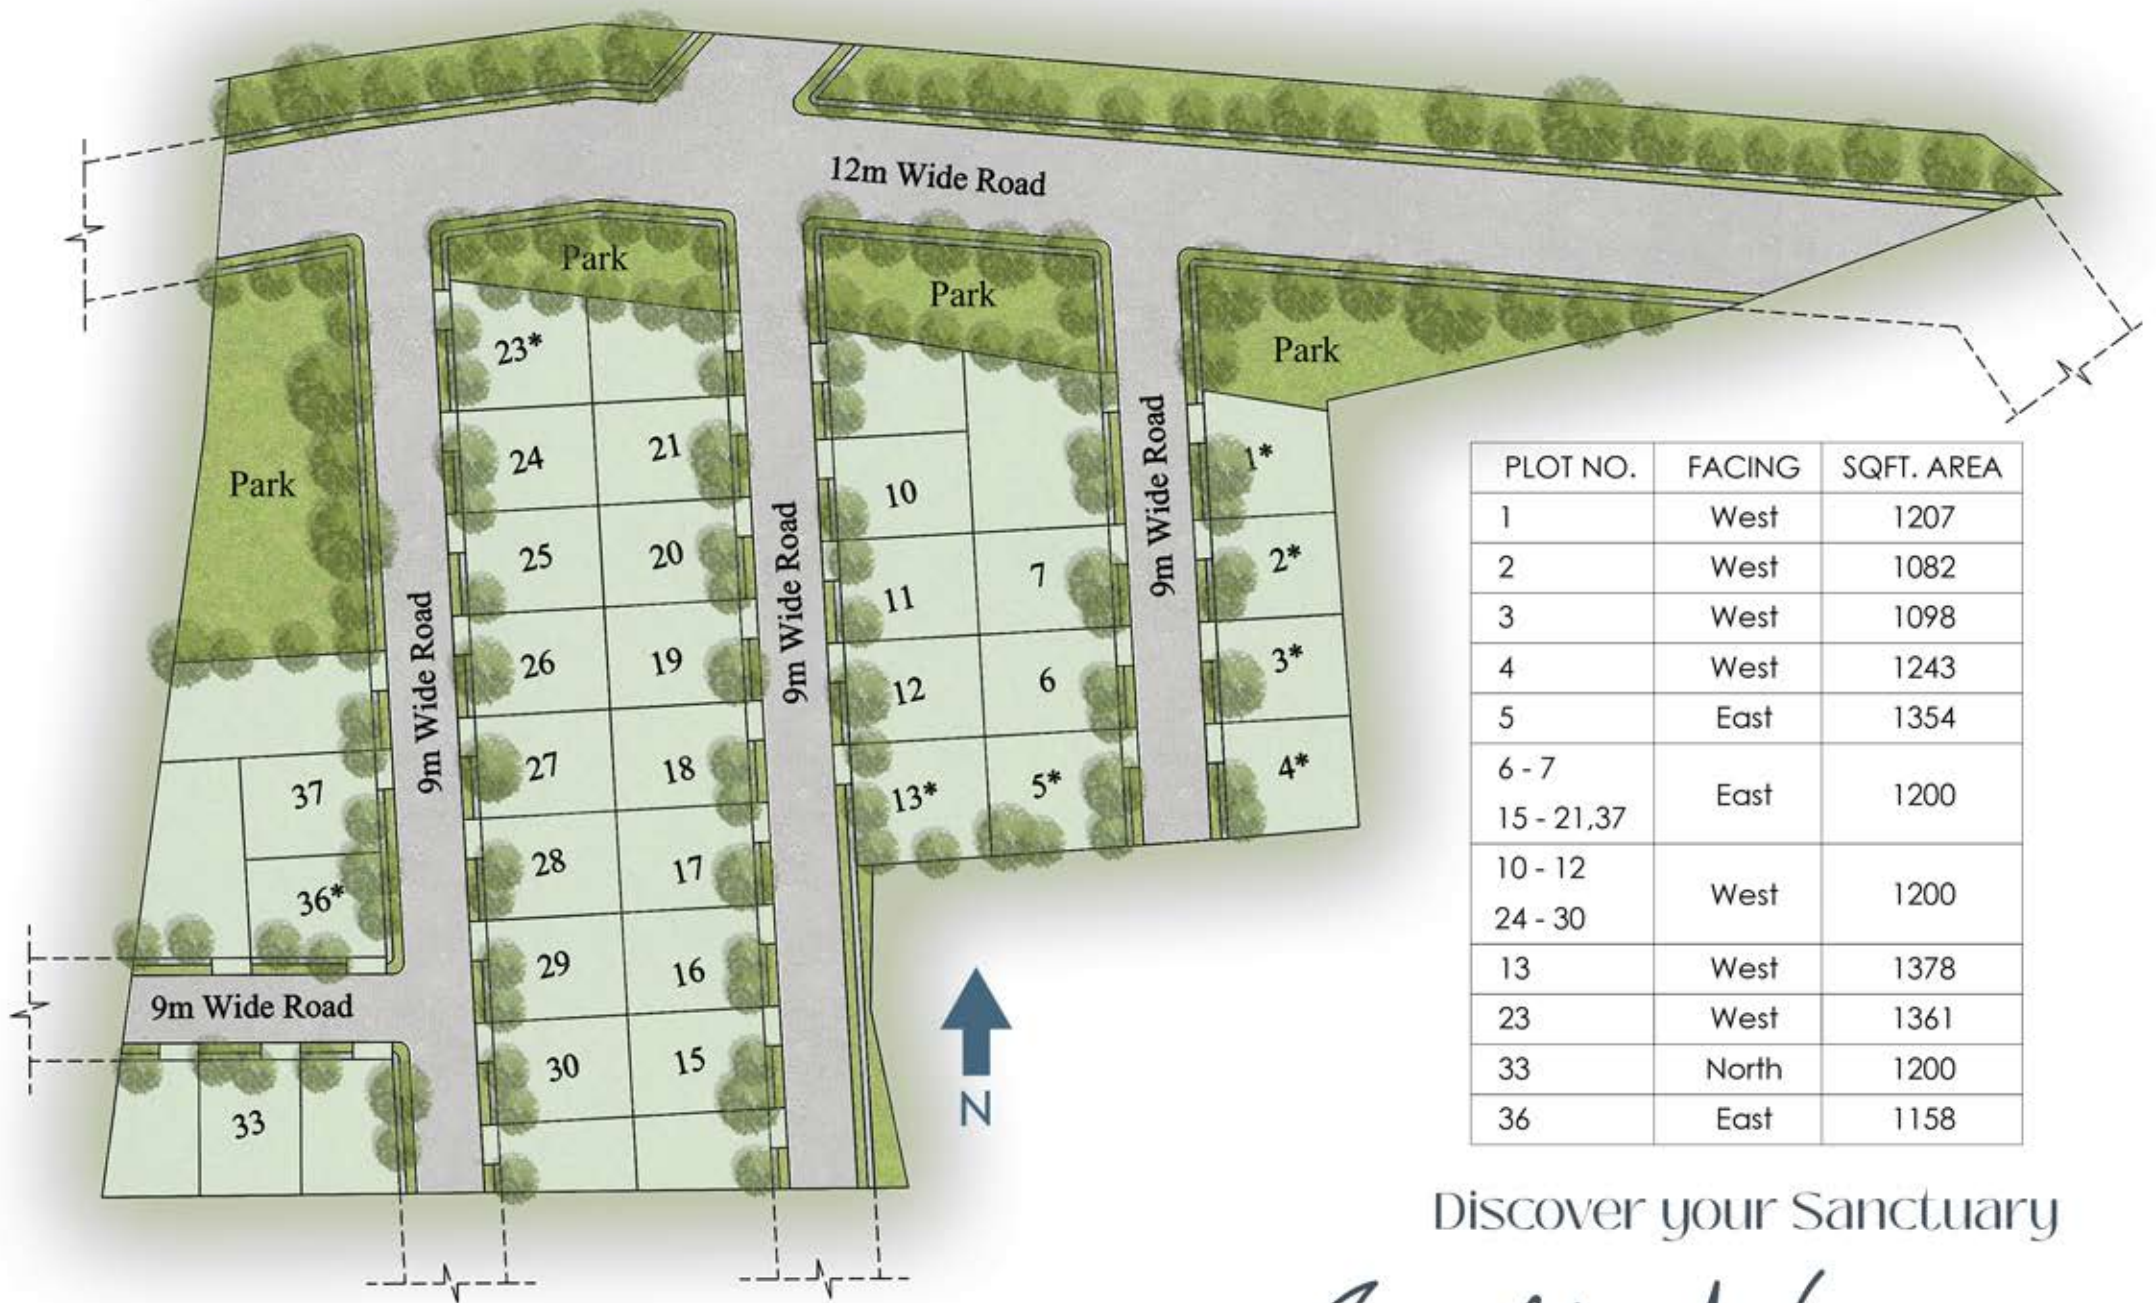 12m Wide Road
Park
Park
Park
Park
23*
24
21
25
20
26
19
27
18
28
17
29
16
30
15
10
11
7
12
6
13*
5*
1*
2*
3*
4*
37
36*
33
9m Wide Road
9m Wide Road
9m Wide Road
9m Wide Road
N
PLOT NO. FACING SQFT. AREA
1 West 1207
2 West 1082
3 West 1098
4 West 1243
5 East 1354
6 - 7
15 - 21,37 East 1200
10 - 12
24 - 30 West 1200
13 West 1378
23 West 1361
33 North 1200
36 East 1158
Discover your Sanctuary